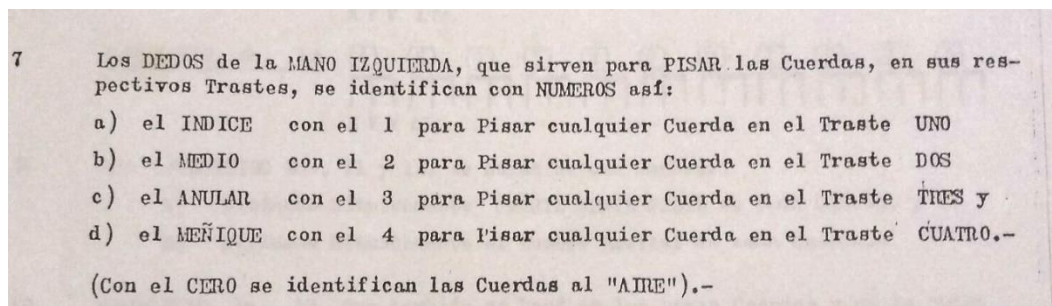 7 Los DEDOS de la MANO IZQUIERDA, que sirven para PISAR las Cuerdas, en sus res-
pectivos Trastes, se identifican con NUMEROS así:
a) el INDICE con el 1 para Pisar cualquier Cuerda en el Traste UNO
b) el MEDIO con el 2 para Pisar cualquier Cuerda en el Traste DOS
c) el ANULAR con el 3 para Pisar cualquier Cuerda en el Traste TRES y
d) el MEÑIQUE con el 4 para Pisar cualquier Cuerda en el Traste CUATRO.-
(Con el CERO se identifican las Cuerdas al "AIRE").-